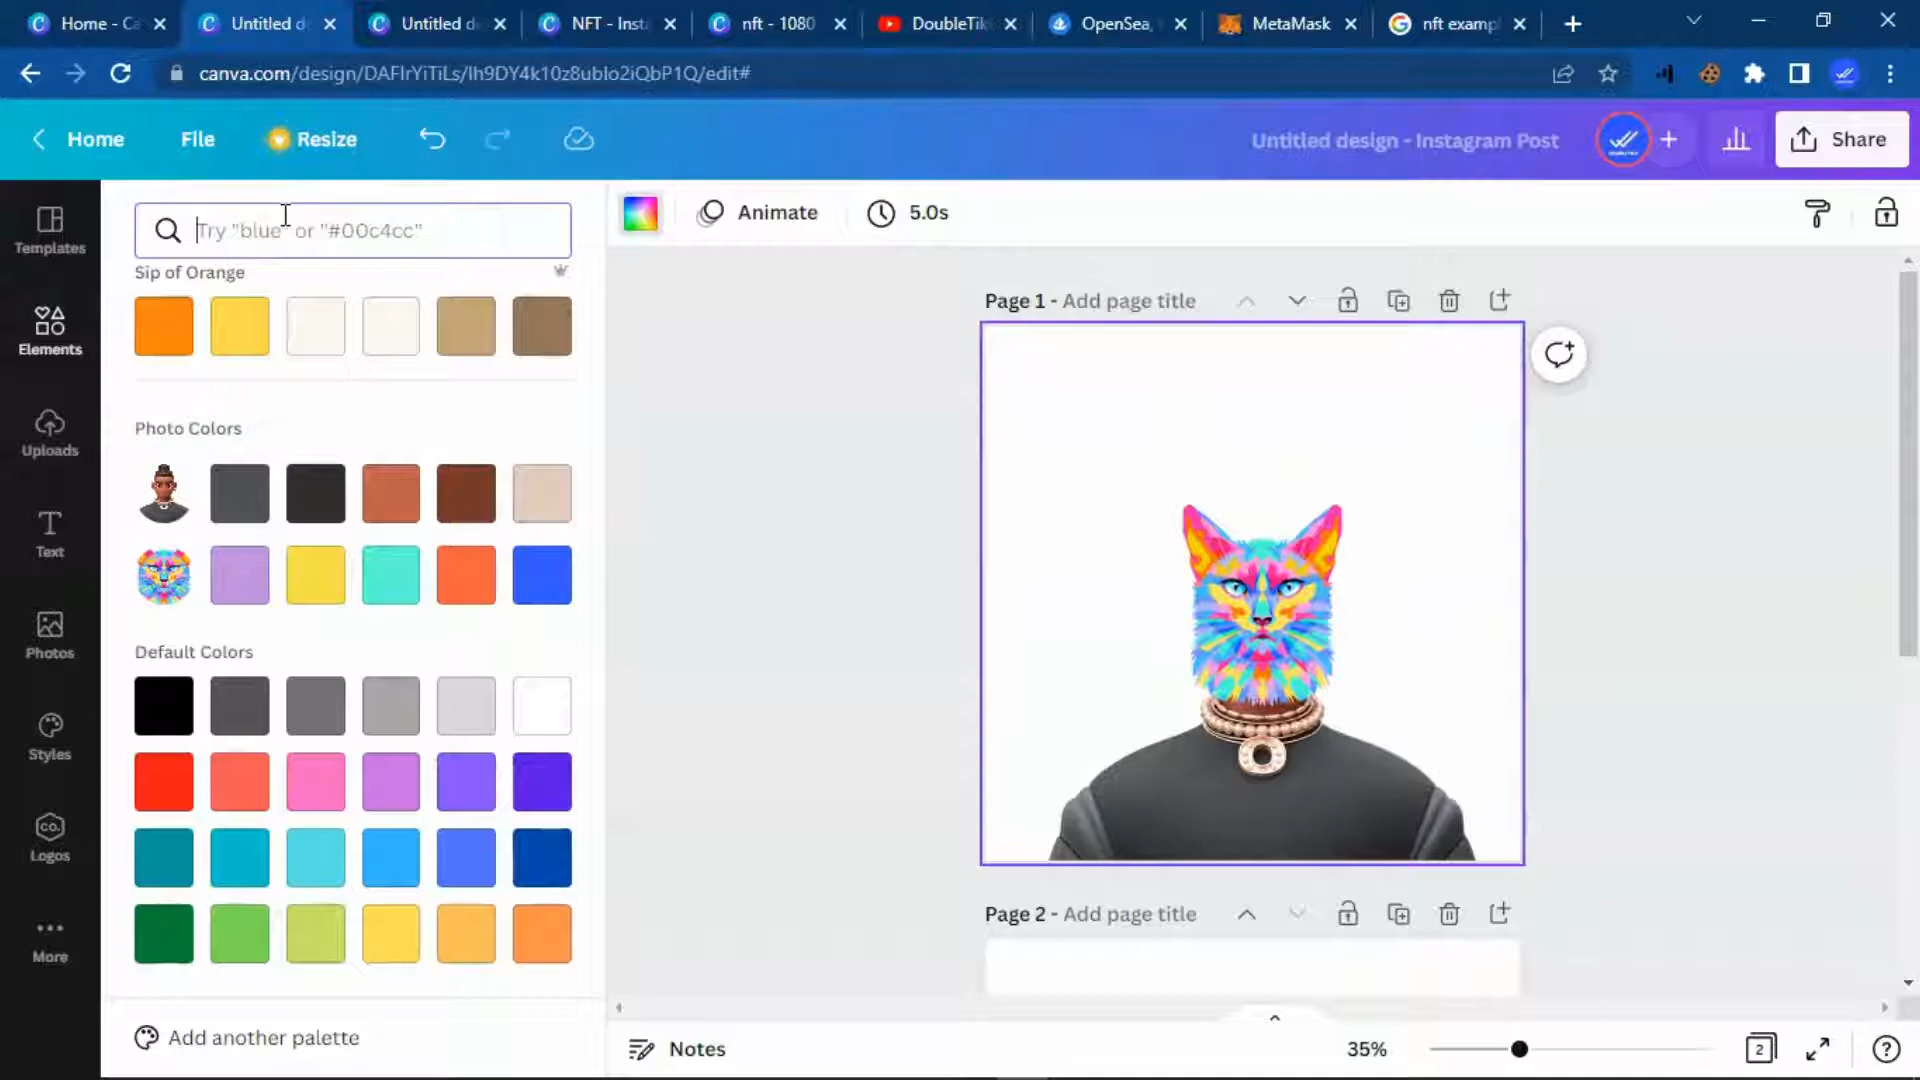 Home - Ca
Untitled d
Untitled d
NFT - Insta
nft - 1080
DoubleTik
OpenSea,
MetaMask
nft examp
canva.com/design/DAFIrYiTiLs/Ih9DY4k10z8ublo2iQbP1Q/edit#
Home
File
Resize
Untitled design - Instagram Post
Share
Templates
Elements
Uploads
Text
Photos
Styles
CO.
Logos
More
Try "blue" or "#00c4cc"
Sip of Orange
Photo Colors
Default Colors
Add another palette
Animate
5.0s
Page 1 - Add page title
Page 2 - Add page title
Notes
35%
2